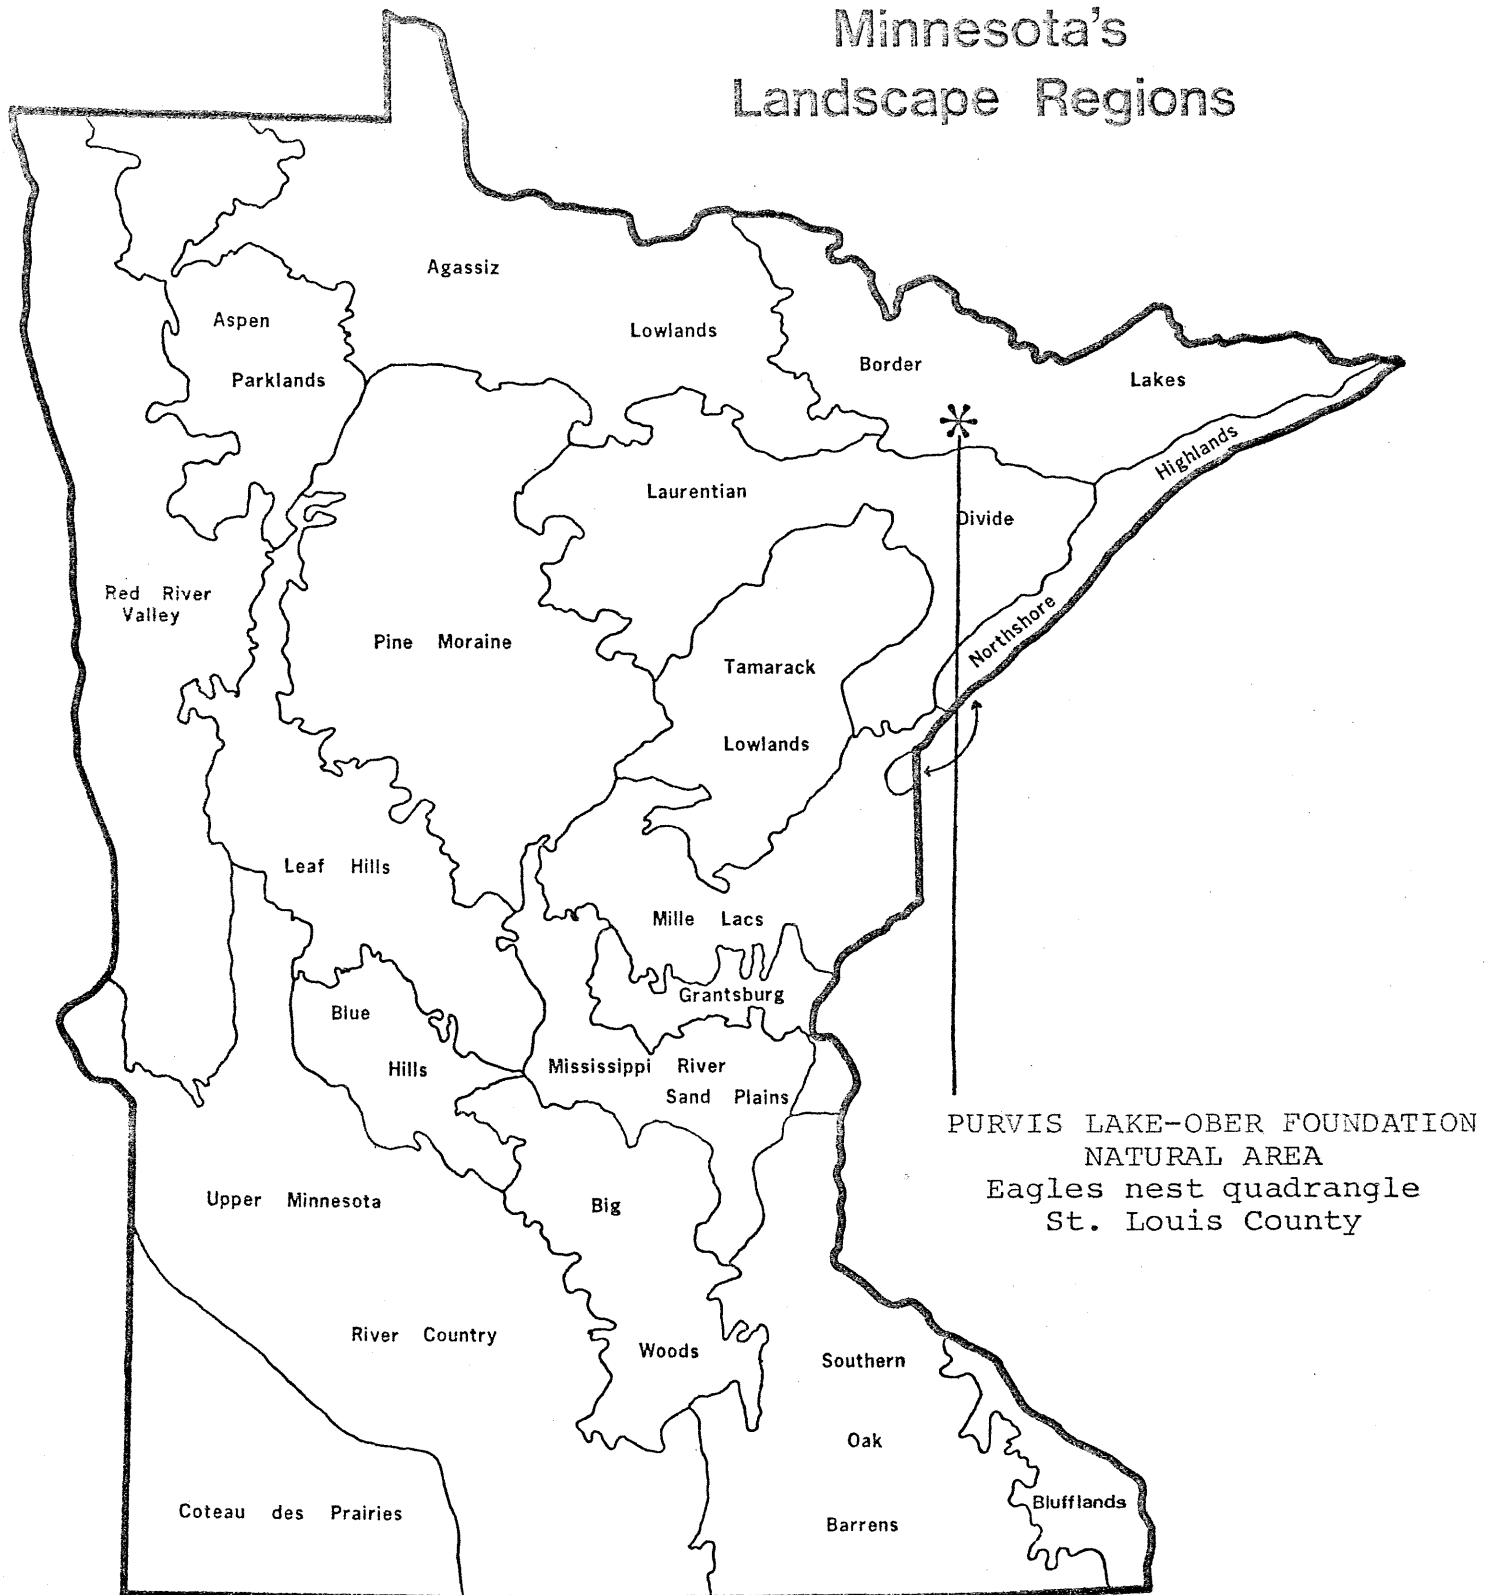 Minnesota's
Landscape Regions
Agassiz
Lowlands
Aspen
Parklands
Border
Lakes
Highlands
Laurentian
Divide
Red River
Valley
Pine Moraine
Northshore
Tamarack
Lowlands
Leaf Hills
Mille Lacs
Grantsburg
Blue
Hills
Mississippi River
Sand Plains
PURVIS LAKE-OBER FOUNDATION
NATURAL AREA
Eagles nest quadrangle
St. Louis County
Upper Minnesota
River Country
Big
Woods
Southern
Oak
Barrens
Blufflands
Coteau des Prairies